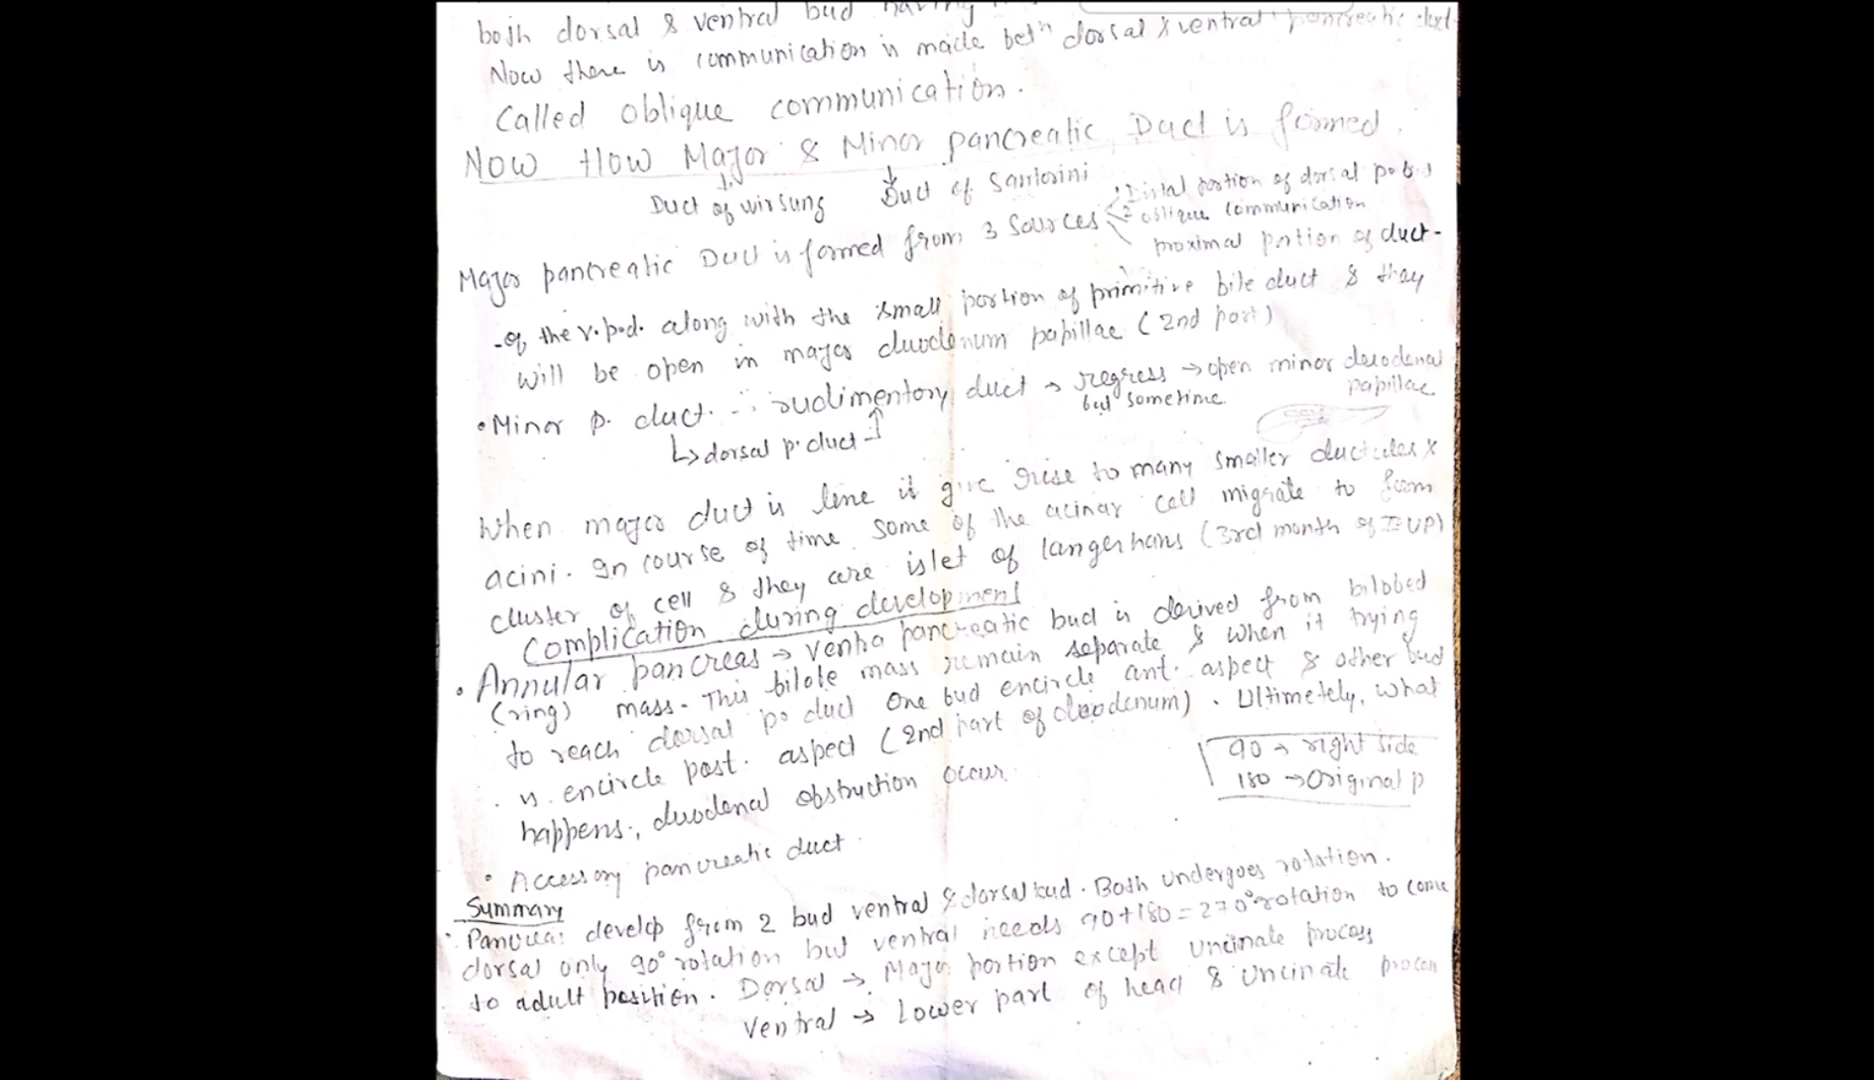 both dorsal & ventral bud having
Now there is communication is made betn dorsal & ventral pancreatic duct
Called oblique communication.
Now How Major & Minor pancreatic Duct is formed.
Duct of wirsung Duct of Santorini
Major pancreatic Duct is formed from 3 Sources
1 Distal portion of dorsal
2 oblique communication
proximal portion of duct-
-of the v.p.d. along with the small portion of primitive bile duct & they
will be open in major duodenum papillae (2nd part)
• Minor p. duct. rudimentory duct → regress → open minor duodenal
but sometime papillae
↳ dorsal p. duct
When major duct is line it give rise to many smaller ductules &
acini. In course of time some of the acinar cell migrate to form
cluster of cell & they are islet of langerhans (3rd month of IUP)
Complication during development
• Annular pancreas → Ventra pancreatic bud is derived from bilobed
(ring) mass. This bilobe mass remain separate & when it trying
to reach dorsal p. duct One bud encircle ant. aspect & other bud
is encircle post. aspect (2nd part of duodenum). Ultimetely, what
happens, duodenal obstruction occur.
90 → right side
180 → Original p
• Accessory pancreatic duct
Summary
• Pancreas develop from 2 bud ventral & dorsal bud. Both undergoes rotation.
dorsal only 90° rotation but ventral needs 90+180=270° rotation to come
to adult position. Dorsal → Major portion except uncinate process
Ventral → Lower part of head & Uncinate process